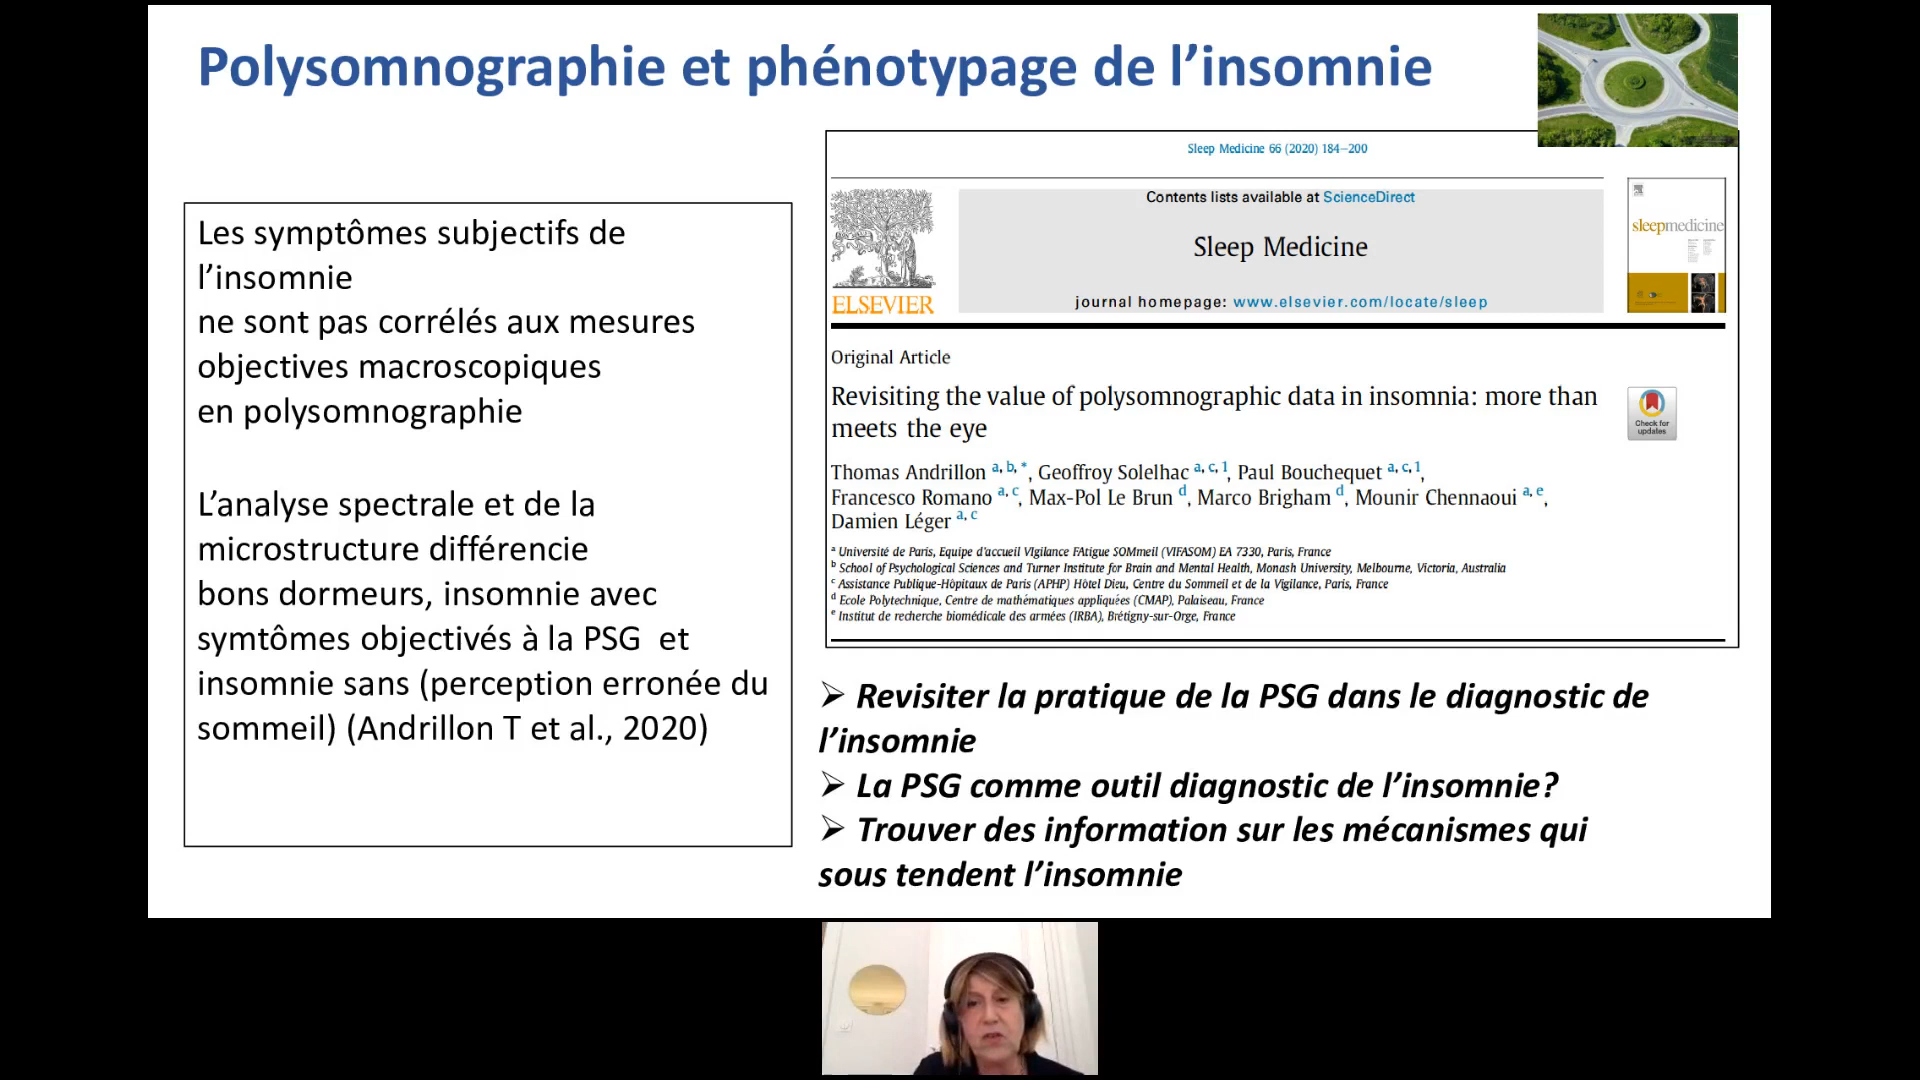 Polysomnographie et phénotypage de l’insomnie
Les symptômes subjectifs de
l’insomnie
ne sont pas corrélés aux mesures
objectives macroscopiques
en polysomnographie
L’analyse spectrale et de la
microstructure différencie
bons dormeurs, insomnie avec
symtômes objectivés à la PSG  et
insomnie sans (perception erronée du
sommeil) (Andrillon T et al., 2020)
Sleep Medicine 66 (2020) 184–200
Contents lists available at ScienceDirect
Sleep Medicine
journal homepage: www.elsevier.com/locate/sleep
ELSEVIER
sleepmedicine
Original Article
Revisiting the value of polysomnographic data in insomnia: more than
meets the eye
Check for
updates
Thomas Andrillon a, b, *, Geoffroy Solelhac a, c, 1, Paul Bouchequet a, c, 1,
Francesco Romano a, c, Max-Pol Le Brun d, Marco Brigham d, Mounir Chennaoui a, e,
Damien Léger a, c
a Université de Paris, Equipe d'accueil VIgilance FAtigue SOMmeil (VIFASOM) EA 7330, Paris, France
b School of Psychological Sciences and Turner Institute for Brain and Mental Health, Monash University, Melbourne, Victoria, Australia
c Assistance Publique-Hôpitaux de Paris (APHP) Hôtel Dieu, Centre du Sommeil et de la Vigilance, Paris, France
d Ecole Polytechnique, Centre de mathématiques appliquées (CMAP), Palaiseau, France
e Institut de recherche biomédicale des armées (IRBA), Brétigny-sur-Orge, France
➢ Revisiter la pratique de la PSG dans le diagnostic de
l’insomnie
➢ La PSG comme outil diagnostic de l’insomnie?
➢ Trouver des information sur les mécanismes qui
sous tendent l’insomnie